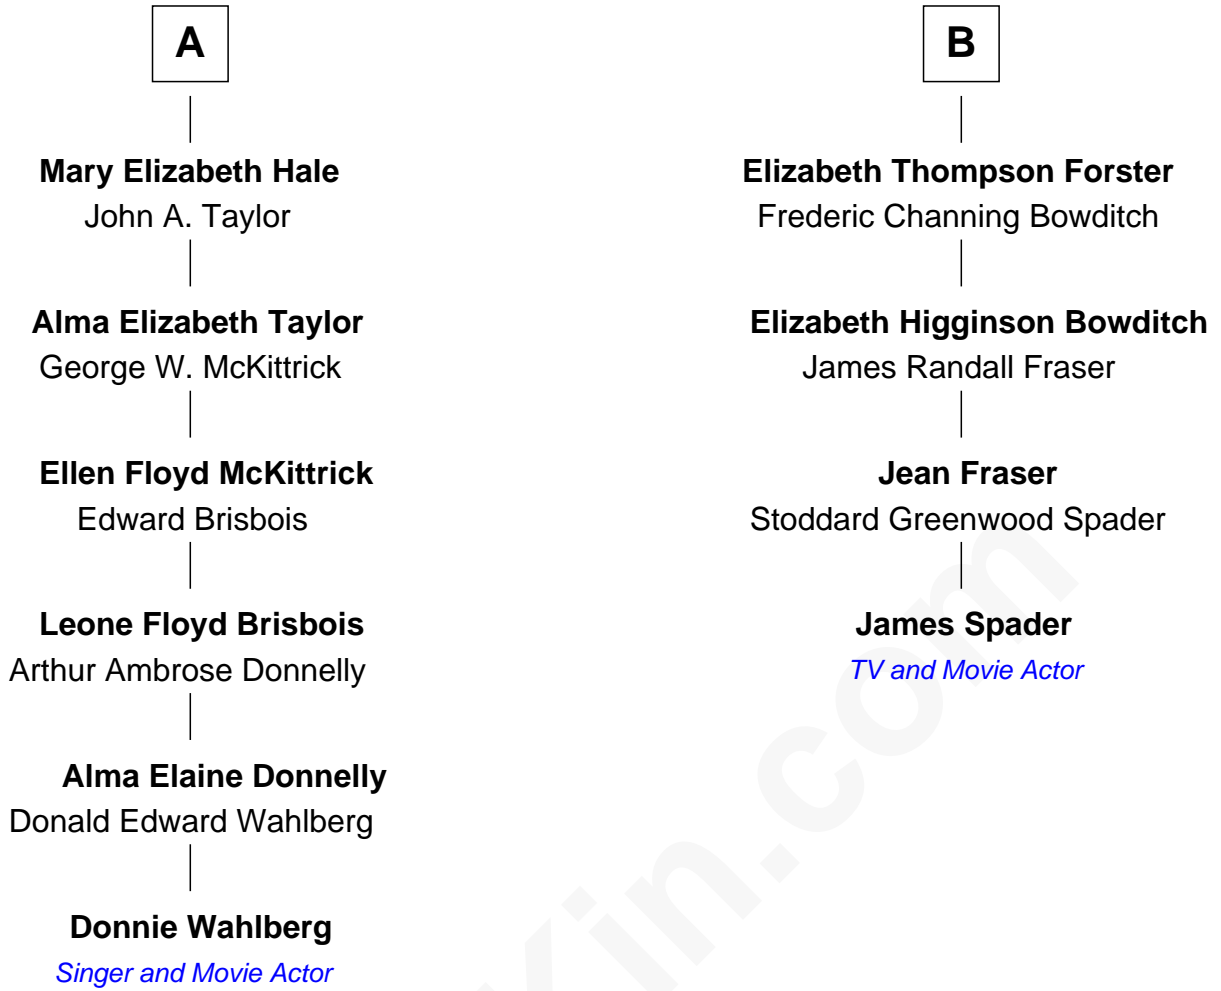 A
Mary Elizabeth Hale
John A. Taylor
Alma Elizabeth Taylor
George W. McKittrick
Ellen Floyd McKittrick
Edward Brisbois
Leone Floyd Brisbois
Arthur Ambrose Donnelly
Alma Elaine Donnelly
Donald Edward Wahlberg
Donnie Wahlberg
Singer and Movie Actor
B
Elizabeth Thompson Forster
Frederic Channing Bowditch
Elizabeth Higginson Bowditch
James Randall Fraser
Jean Fraser
Stoddard Greenwood Spader
James Spader
TV and Movie Actor
Kin.com